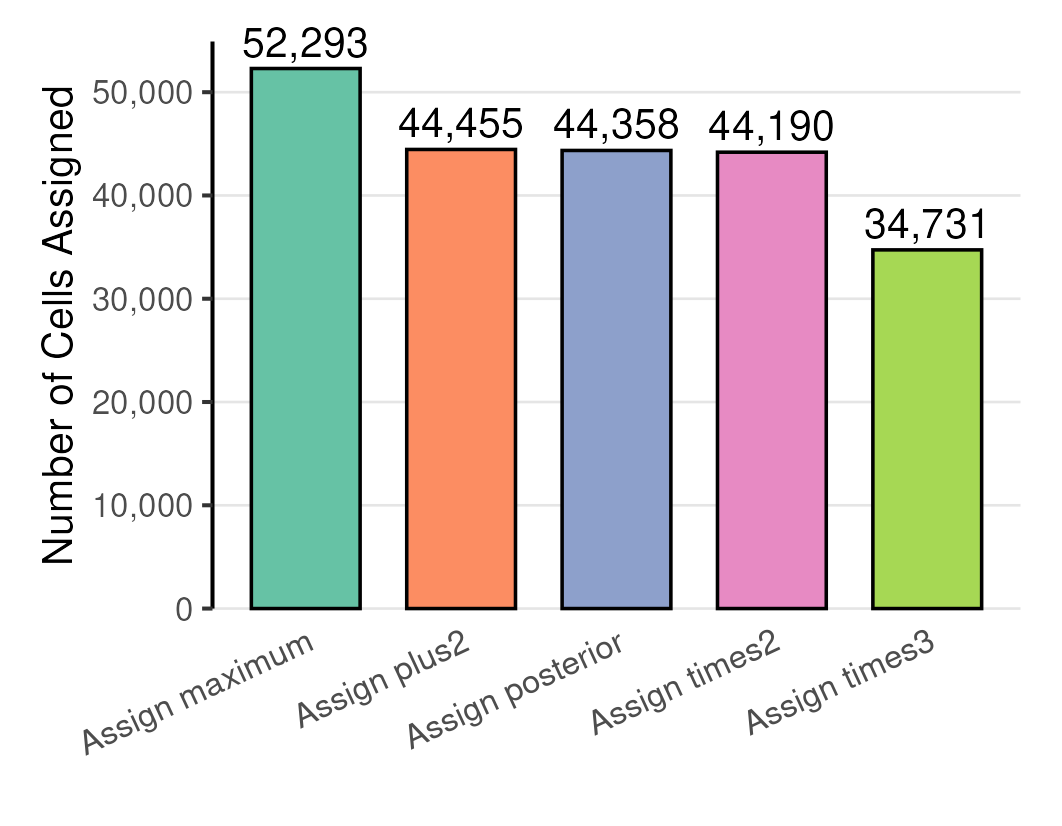 Number of Cells Assigned
50,000
40,000
30,000
20,000
10,000
0
52,293
44,455
44,358
44,190
34,731
Assign maximum
Assign plus2
Assign posterior
Assign times2
Assign times3